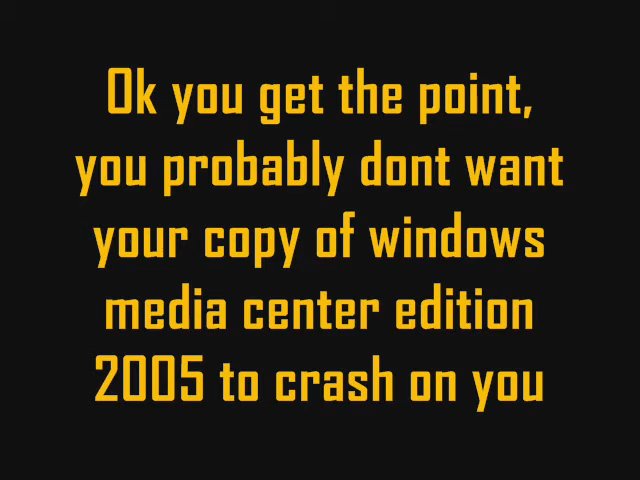 Ok you get the point,
you probably dont want
your copy of windows
media center edition
2005 to crash on you